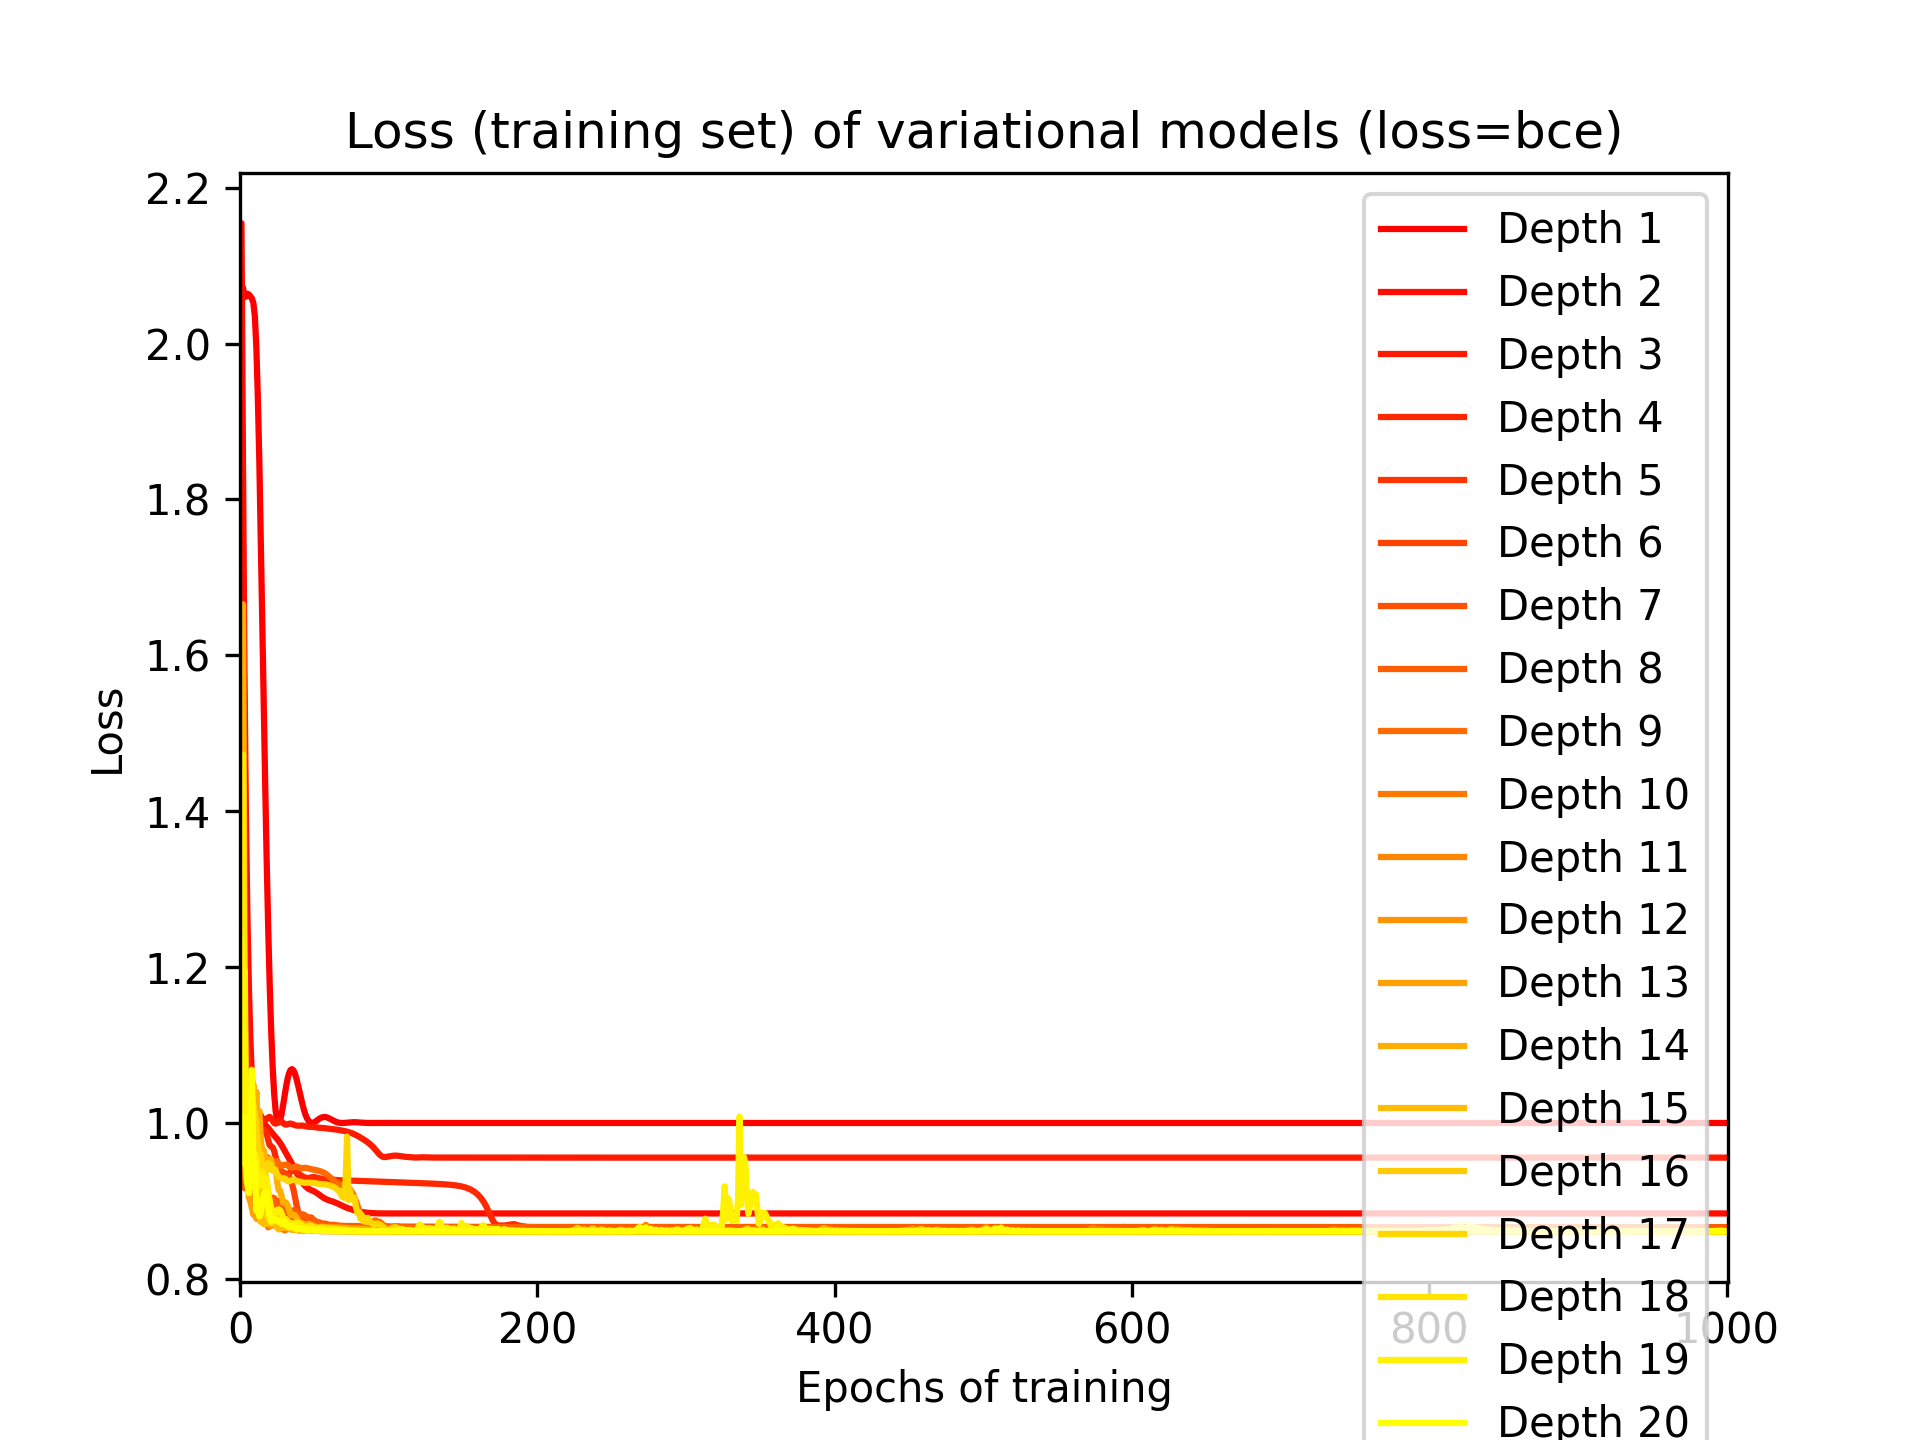 Loss (training set) of variational models (loss=bce)
2.2
2.0
1.8
1.6
1.4
1.2
1.0
0.8
Loss
Depth 1
Depth 2
Depth 3
Depth 4
Depth 5
Depth 6
Depth 7
Depth 8
Depth 9
Depth 10
Depth 11
Depth 12
Depth 13
Depth 14
Depth 15
Depth 16
Depth 17
Depth 18
Depth 19
Depth 20
0 200 400 600 800 1000
Epochs of training